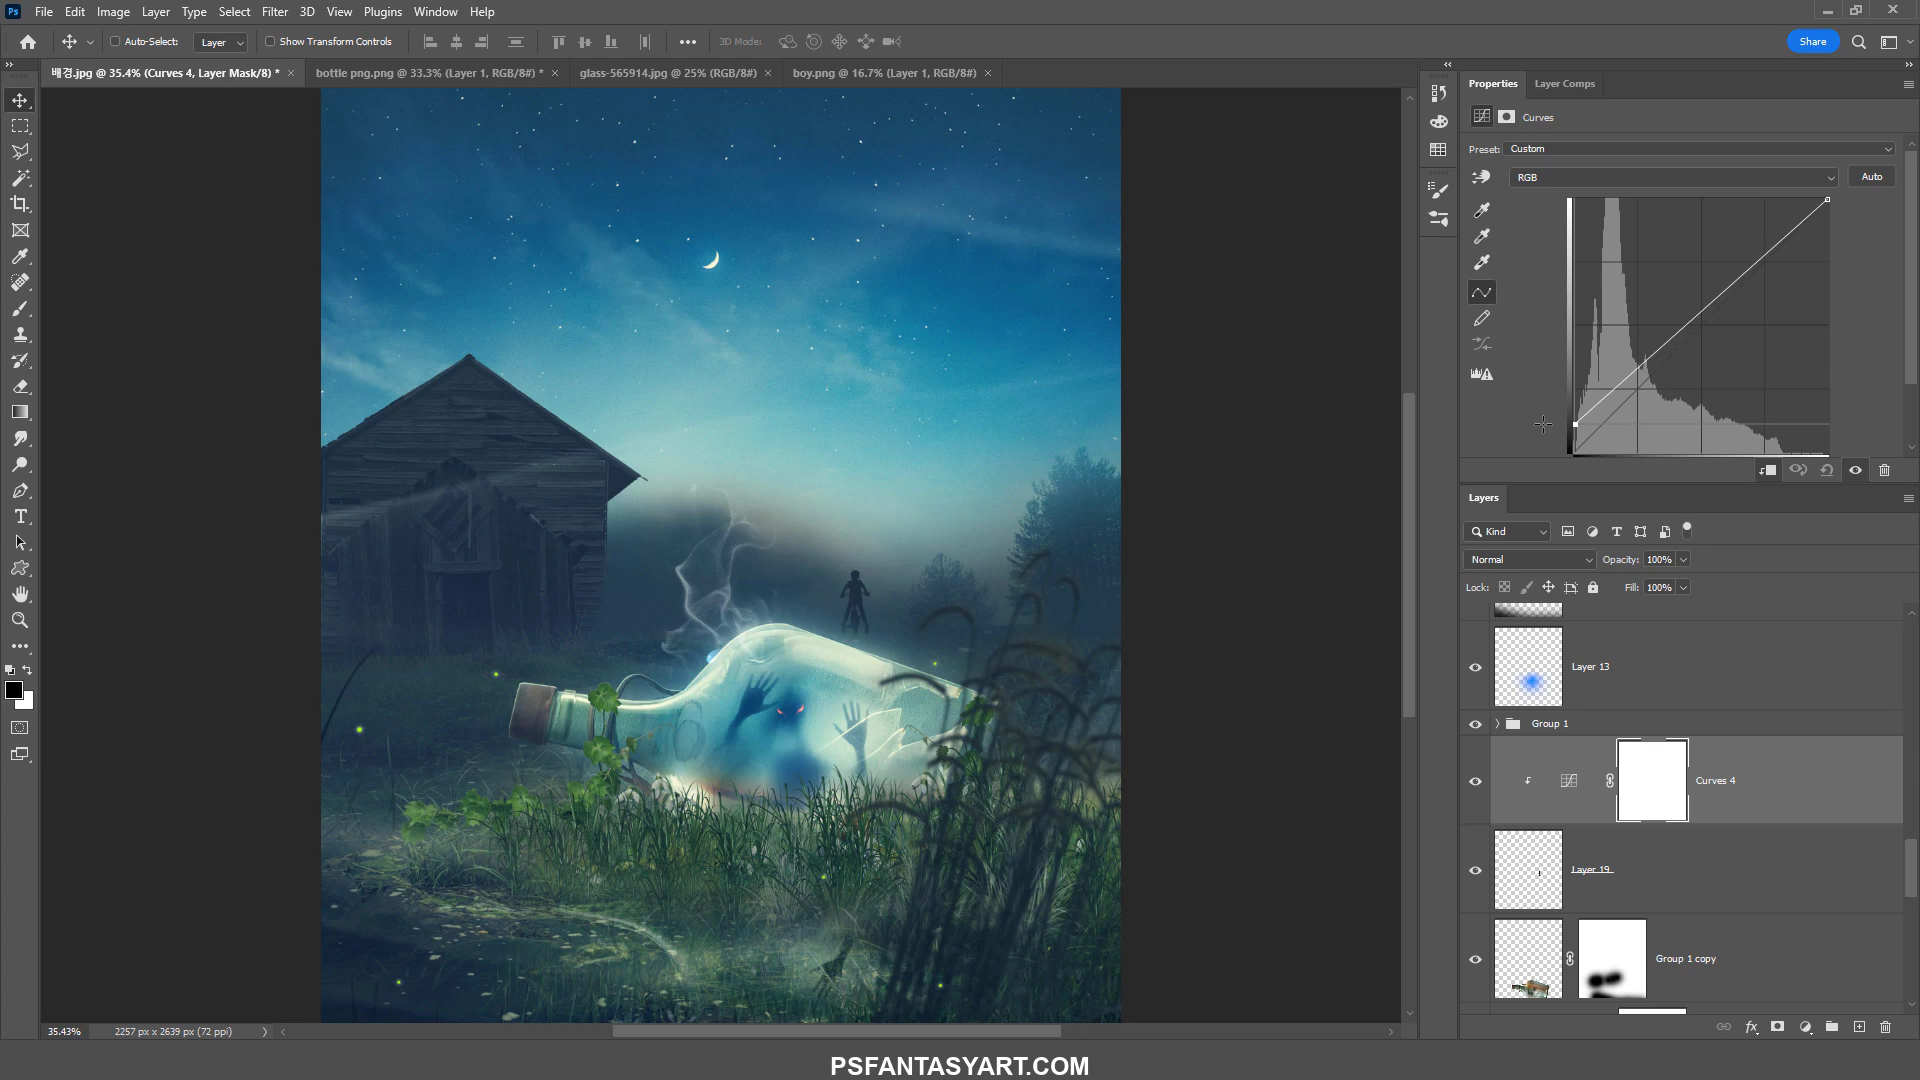 Ps File Edit Image Layer Type Select Filter 3D View Plugins Window Help
Auto-Select: Layer Show Transform Controls 3D Mode: Share
배경.jpg @ 35.4% (Curves 4, Layer Mask/8) * × bottle png.png @ 33.3% (Layer 1, RGB/8#) * × glass-565914.jpg @ 25% (RGB/8#) × boy.png @ 16.7% (Layer 1, RGB/8#) ×
Properties Layer Comps
Curves
Preset: Custom
RGB Auto
Layers
Kind
Normal Opacity: 100%
Lock: Fill: 100%
Layer 13
Group 1
Curves 4
Layer 19
Group 1 copy
fx
35.43% 2257 px x 2639 px (72 ppi)
PSFANTASYART.COM